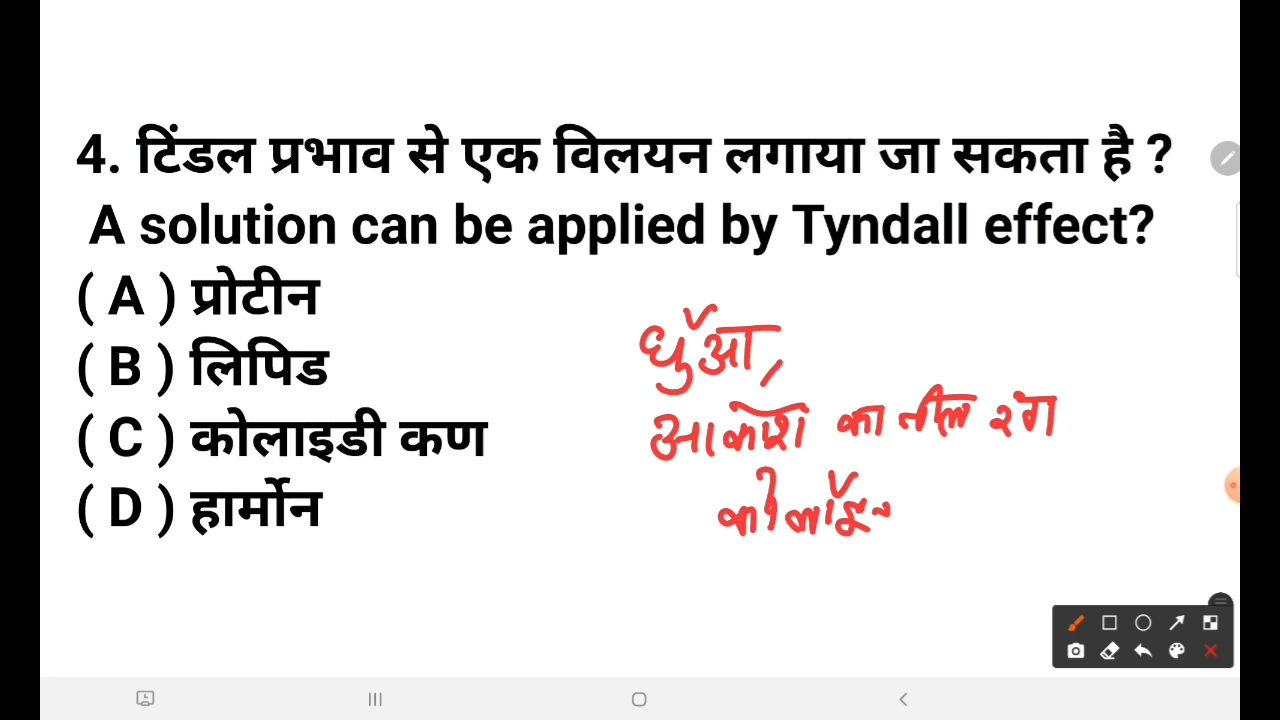 4. टिंडल प्रभाव से एक विलयन लगाया जा सकता है ?
A solution can be applied by Tyndall effect?
( A ) प्रोटीन
( B ) लिपिड
( C ) कोलाइडी कण
( D ) हार्मोन
धुँआ,
आकाश का नीला रंग